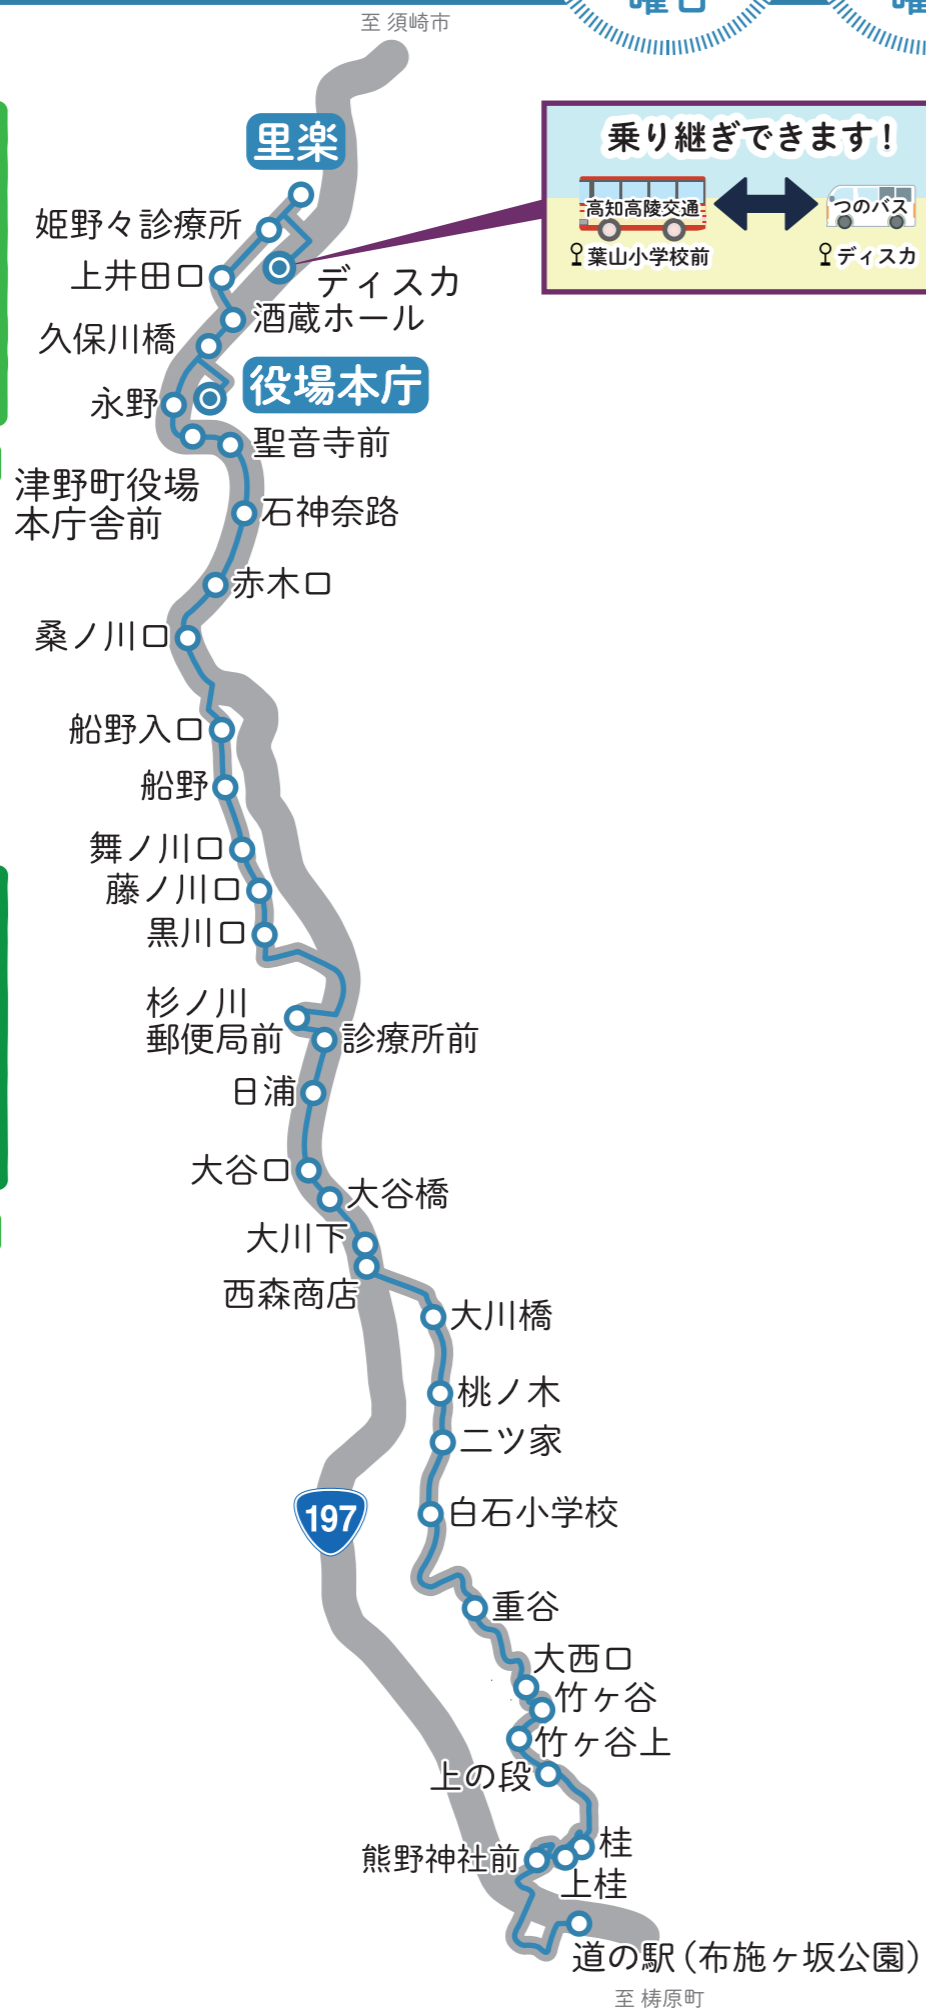 至 須崎市
里楽
乗り継ぎできます！
高知高陵交通
つのバス
葉山小学校前
ディスカ
姫野々診療所
上井田口
ディスカ
酒蔵ホール
久保川橋
役場本庁
永野
聖音寺前
津野町役場
本庁舎前
石神奈路
赤木口
桑ノ川口
船野入口
船野
舞ノ川口
藤ノ川口
黒川口
杉ノ川
郵便局前
診療所前
日浦
大谷口
大谷橋
大川下
西森商店
大川橋
桃ノ木
二ツ家
白石小学校
197
重谷
大西口
竹ヶ谷
竹ヶ谷上
上の段
桂
熊野神社前
上桂
道の駅（布施ヶ坂公園）
至 梼原町